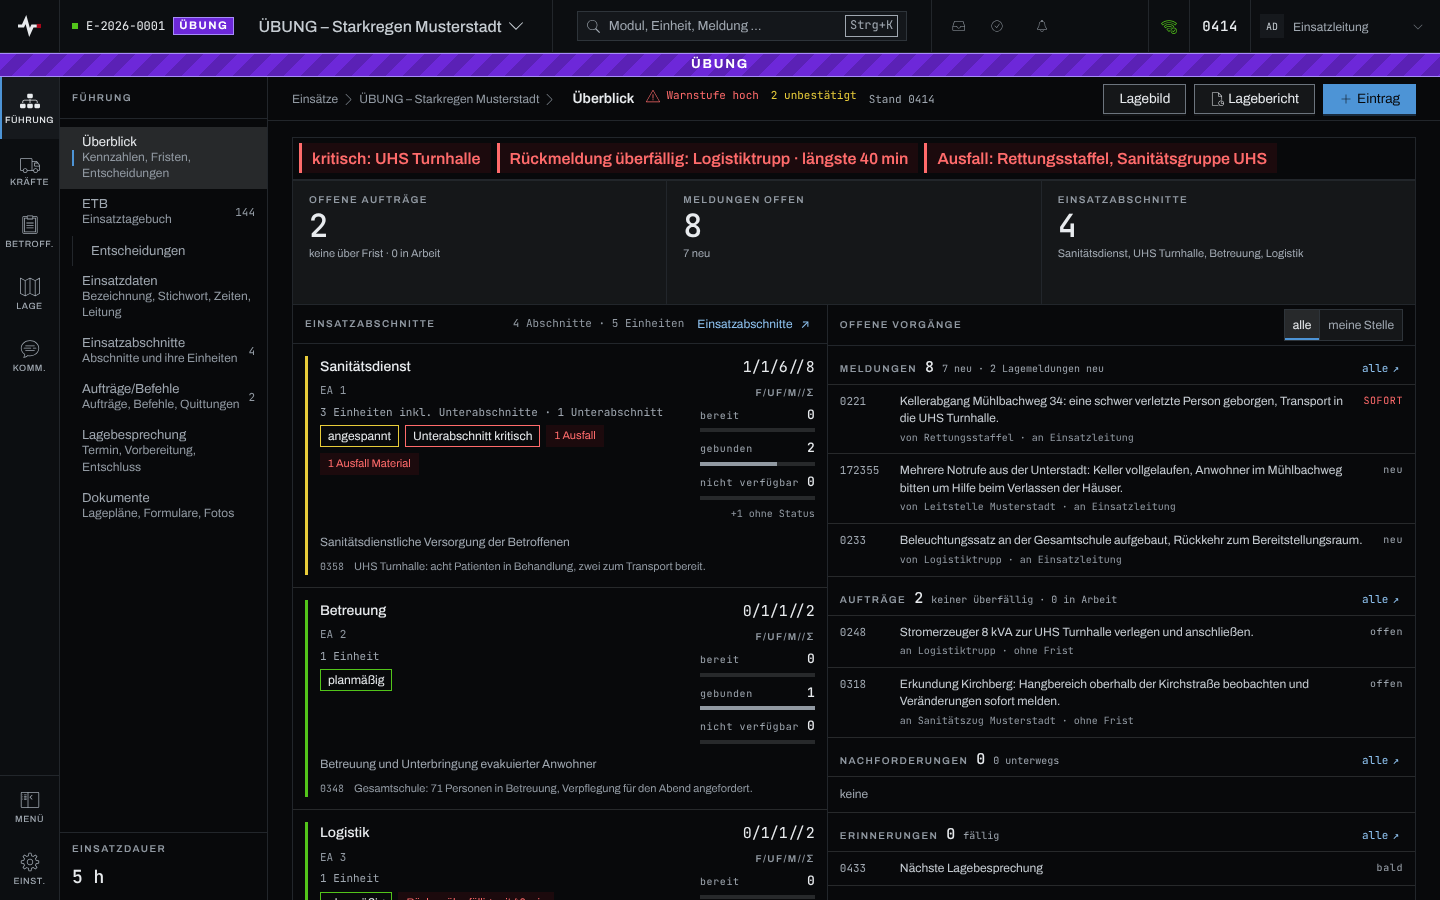 E-2026-0001 ÜBUNG ÜBUNG – Starkregen Musterstadt
Modul, Einheit, Meldung ... Strg+K
0414 AD Einsatzleitung
ÜBUNG
FÜHRUNG
KRÄFTE
BETROFF.
LAGE
KOMM.
MENÜ
EINST.
FÜHRUNG
Überblick
Kennzahlen, Fristen,
Entscheidungen
ETB
Einsatztagebuch
144
Entscheidungen
Einsatzdaten
Bezeichnung, Stichwort, Zeiten,
Leitung
Einsatzabschnitte
Abschnitte und ihre Einheiten
4
Aufträge/Befehle
Aufträge, Befehle, Quittungen
2
Lagebesprechung
Termin, Vorbereitung,
Entschluss
Dokumente
Lagepläne, Formulare, Fotos
EINSATZDAUER
5 h
Einsätze ÜBUNG – Starkregen Musterstadt Überblick Warnstufe hoch 2 unbestätigt Stand 0414
Lagebild Lagebericht + Eintrag
kritisch: UHS Turnhalle Rückmeldung überfällig: Logistiktrupp · längste 40 min Ausfall: Rettungsstaffel, Sanitätsgruppe UHS
OFFENE AUFTRÄGE
2
keine über Frist · 0 in Arbeit
MELDUNGEN OFFEN
8
7 neu
EINSATZABSCHNITTE
4
Sanitätsdienst, UHS Turnhalle, Betreuung, Logistik
EINSATZABSCHNITTE 4 Abschnitte · 5 Einheiten Einsatzabschnitte ↗
Sanitätsdienst 1/1/6//8
EA 1 F/UF/M//Σ
3 Einheiten inkl. Unterabschnitte · 1 Unterabschnitt
angespannt Unterabschnitt kritisch 1 Ausfall
1 Ausfall Material
bereit 0
gebunden 2
nicht verfügbar 0
+1 ohne Status
Sanitätsdienstliche Versorgung der Betroffenen
0358 UHS Turnhalle: acht Patienten in Behandlung, zwei zum Transport bereit.
Betreuung 0/1/1//2
EA 2 F/UF/M//Σ
1 Einheit
planmäßig
bereit 0
gebunden 1
nicht verfügbar 0
Betreuung und Unterbringung evakuierter Anwohner
0348 Gesamtschule: 71 Personen in Betreuung, Verpflegung für den Abend angefordert.
Logistik 0/1/1//2
EA 3 F/UF/M//Σ
1 Einheit
bereit 0
OFFENE VORGÄNGE alle meine Stelle
MELDUNGEN 8 7 neu · 2 Lagemeldungen neu alle ↗
0221 Kellerabgang Mühlbachweg 34: eine schwer verletzte Person geborgen, Transport in SOFORT
die UHS Turnhalle.
von Rettungsstaffel · an Einsatzleitung
172355 Mehrere Notrufe aus der Unterstadt: Keller vollgelaufen, Anwohner im Mühlbachweg neu
bitten um Hilfe beim Verlassen der Häuser.
von Leitstelle Musterstadt · an Einsatzleitung
0233 Beleuchtungssatz an der Gesamtschule aufgebaut, Rückkehr zum Bereitstellungsraum. neu
von Logistiktrupp · an Einsatzleitung
AUFTRÄGE 2 keiner überfällig · 0 in Arbeit alle ↗
0248 Stromerzeuger 8 kVA zur UHS Turnhalle verlegen und anschließen. offen
an Logistiktrupp · ohne Frist
0318 Erkundung Kirchberg: Hangbereich oberhalb der Kirchstraße beobachten und offen
Veränderungen sofort melden.
an Sanitätszug Musterstadt · ohne Frist
NACHFORDERUNGEN 0 0 unterwegs alle ↗
keine
ERINNERUNGEN 0 fällig alle ↗
0433 Nächste Lagebesprechung bald